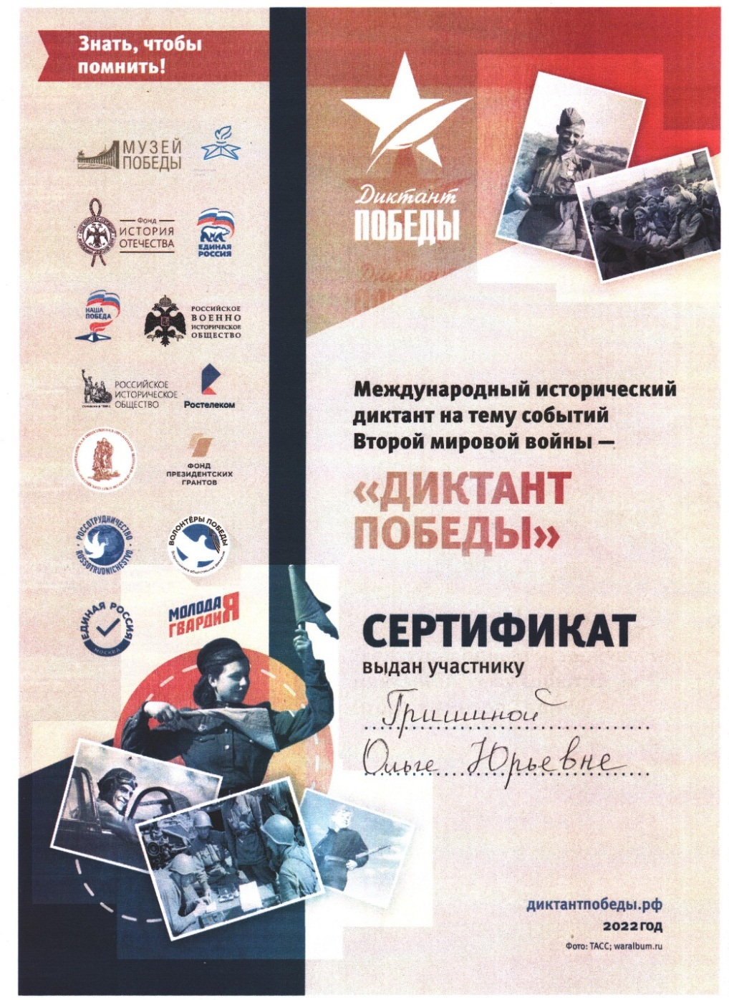 Знать, чтобы
помнить!
МУЗЕЙ
ПОБЕДЫ
Фонд
ИСТОРИЯ
ОТЕЧЕСТВА
ЕДИНАЯ
РОССИЯ
НАША
ПОБЕДА
РОССИЙСКОЕ
ВОЕННО
ИСТОРИЧЕСКОЕ
ОБЩЕСТВО
РОССИЙСКОЕ
ИСТОРИЧЕСКОЕ
ОБЩЕСТВО
Ростелеком
ФОНД
ПРЕЗИДЕНТСКИХ
ГРАНТОВ
РОССОТРУДНИЧЕСТВО
ROSSOTRUDNICHESTVO
ВОЛОНТЁРЫ ПОБЕДЫ
Всероссийское общественное движение
ЕДИНАЯ РОССИЯ
МОСКВА
МОЛОДАЯ
ГВАРДИЯ
Диктант
ПОБЕДЫ
Международный исторический
диктант на тему событий
Второй мировой войны —
«ДИКТАНТ
ПОБЕДЫ»
СЕРТИФИКАТ
выдан участнику
Гришиной
Ольге Юрьевне
диктантпобеды.рф
2022 год
Фото: ТАСС; waralbum.ru